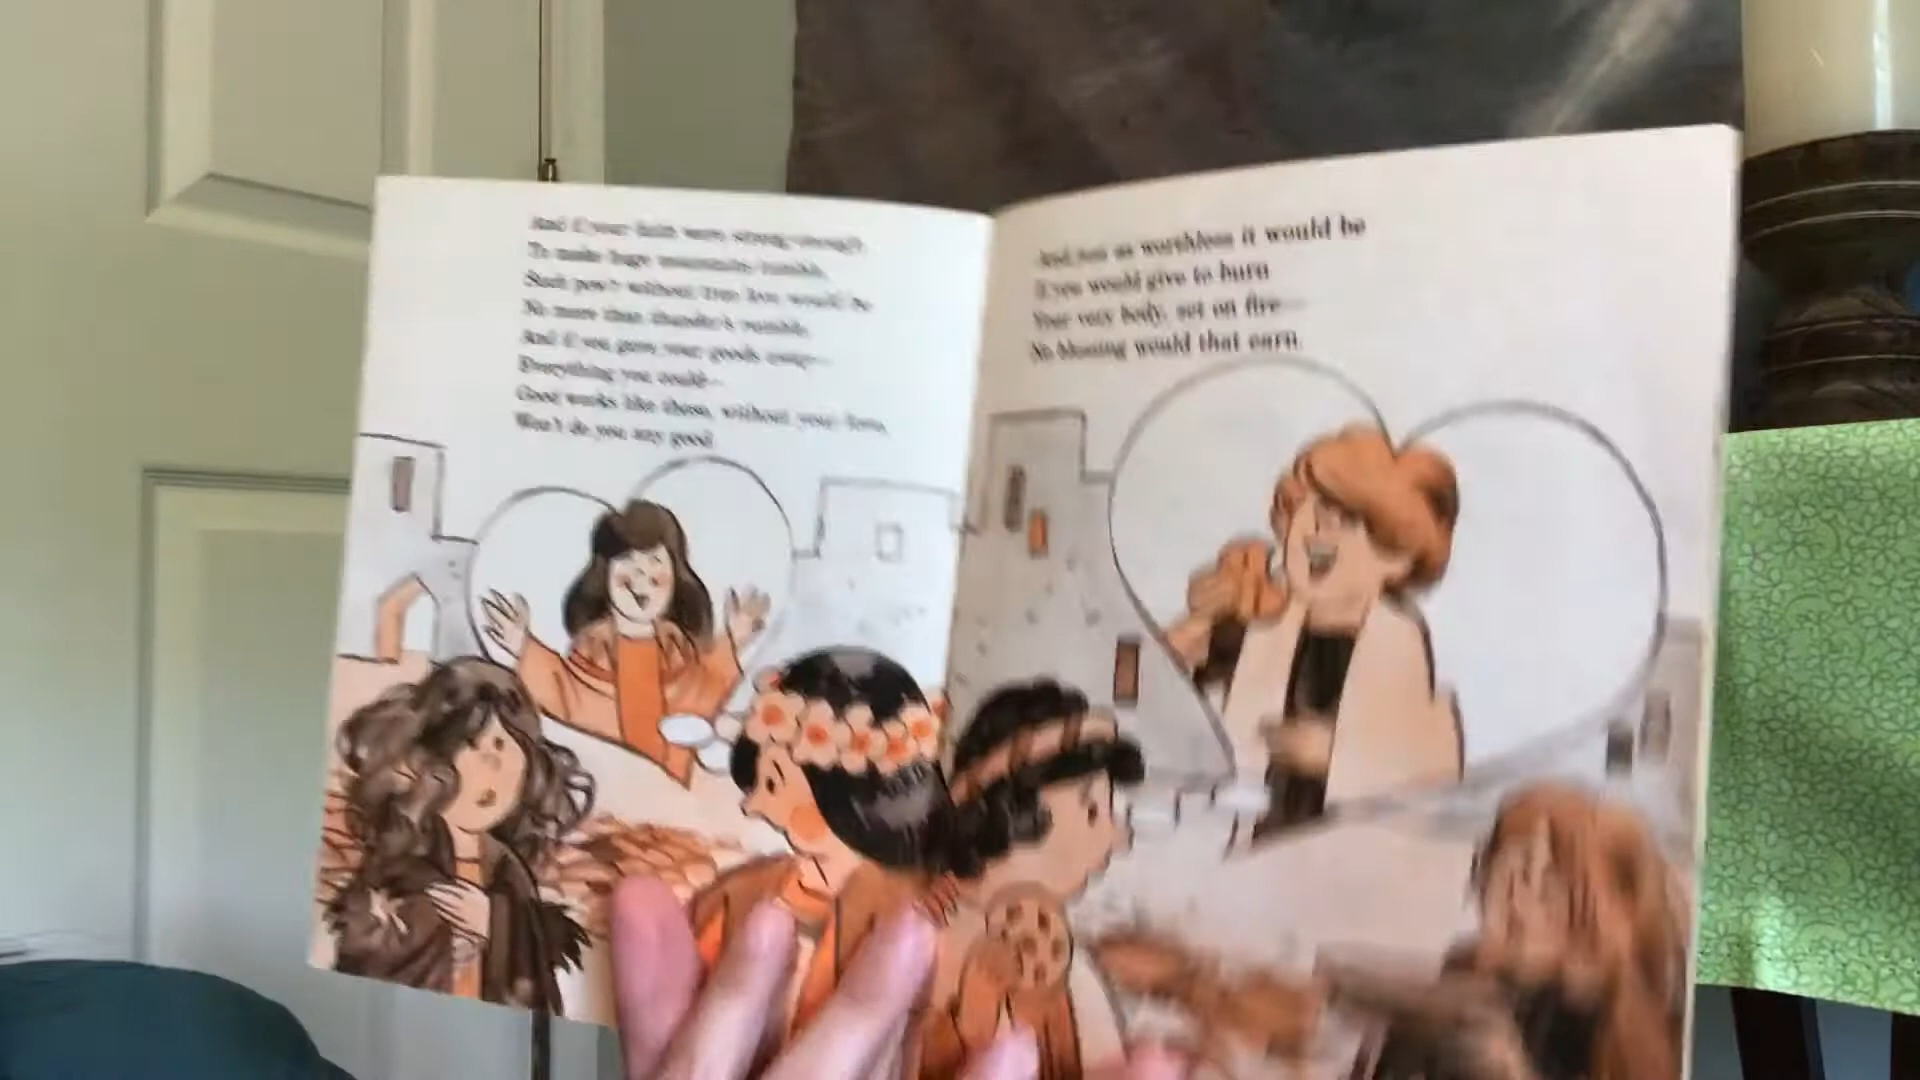 And if your faith were strong enough
To make huge mountains tumble,
Such pow'r without true love would be
No more than thunder's rumble.
And if you gave your goods away—
Everything you could—
Good works like these, without your love,
Won't do you any good.
And just as worthless it would be
If you would give to burn
Your very body, set on fire—
No blessing would that earn.